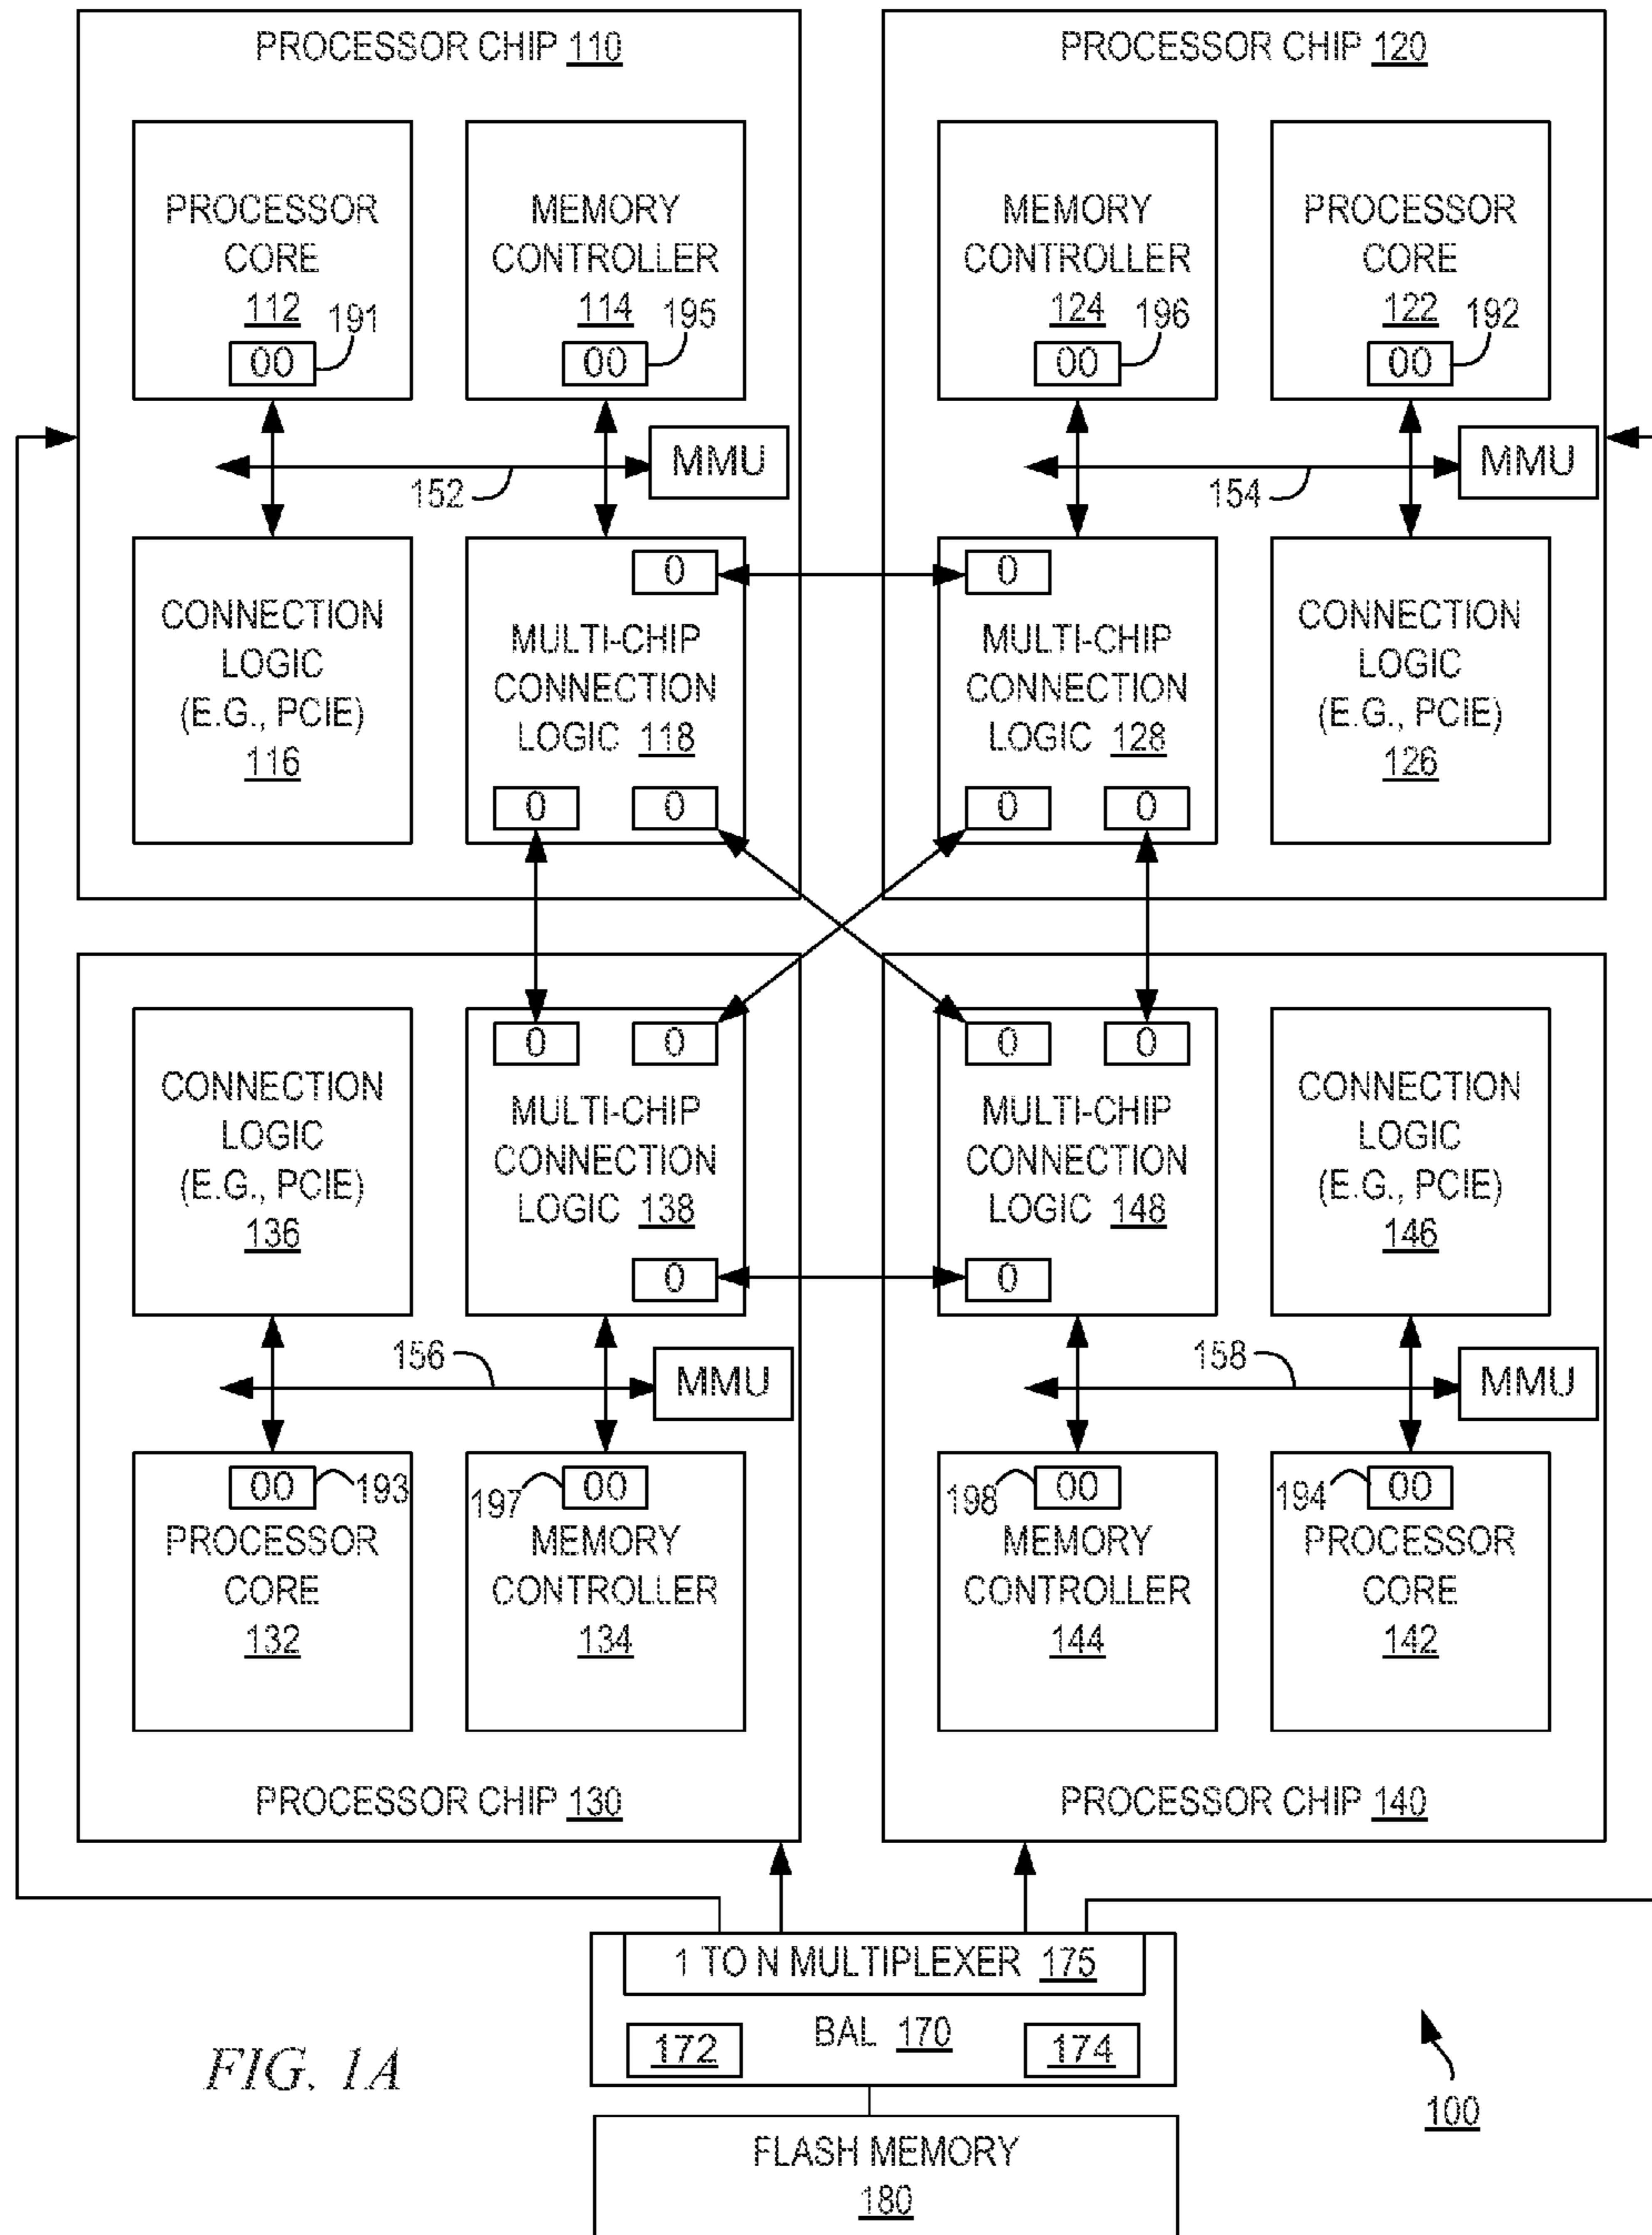 PROCESSOR CHIP 110
PROCESSOR
CORE
112
00
191
MEMORY
CONTROLLER
114
00
195
152
MMU
CONNECTION
LOGIC
(E.G., PCIE)
116
0
MULTI-CHIP
CONNECTION
LOGIC 118
0
0
PROCESSOR CHIP 120
MEMORY
CONTROLLER
124
00
196
PROCESSOR
CORE
122
00
192
154
MMU
0
MULTI-CHIP
CONNECTION
LOGIC 128
0
0
CONNECTION
LOGIC
(E.G., PCIE)
126
CONNECTION
LOGIC
(E.G., PCIE)
136
0
0
MULTI-CHIP
CONNECTION
LOGIC 138
0
156
MMU
00
193
PROCESSOR
CORE
132
197
00
MEMORY
CONTROLLER
134
PROCESSOR CHIP 130
0
0
MULTI-CHIP
CONNECTION
LOGIC 148
0
CONNECTION
LOGIC
(E.G., PCIE)
146
158
MMU
198
00
MEMORY
CONTROLLER
144
194
00
PROCESSOR
CORE
142
PROCESSOR CHIP 140
1 TO N MULTIPLEXER 175
BAL 170
172
174
FLASH MEMORY
180
FIG. 1A
100